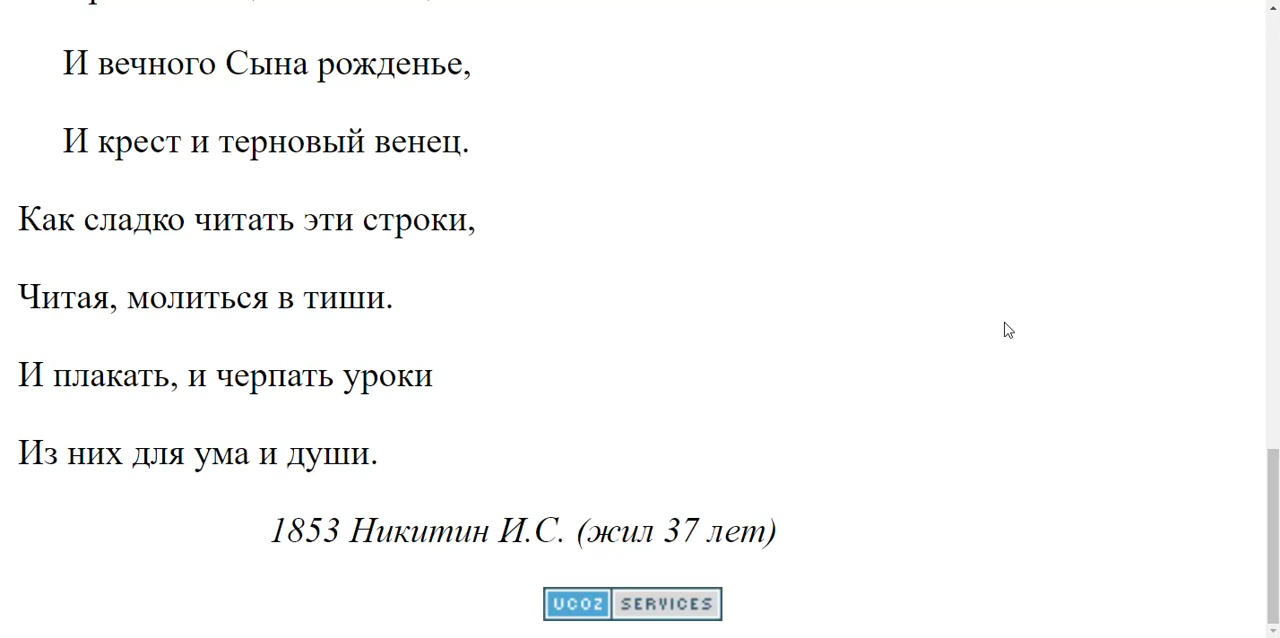 И вечного Сына рожденье,
И крест и терновый венец.
Как сладко читать эти строки,
Читая, молиться в тиши.
И плакать, и черпать уроки
Из них для ума и души.
1853 Никитин И.С. (жил 37 лет)
UCOZ SERVICES